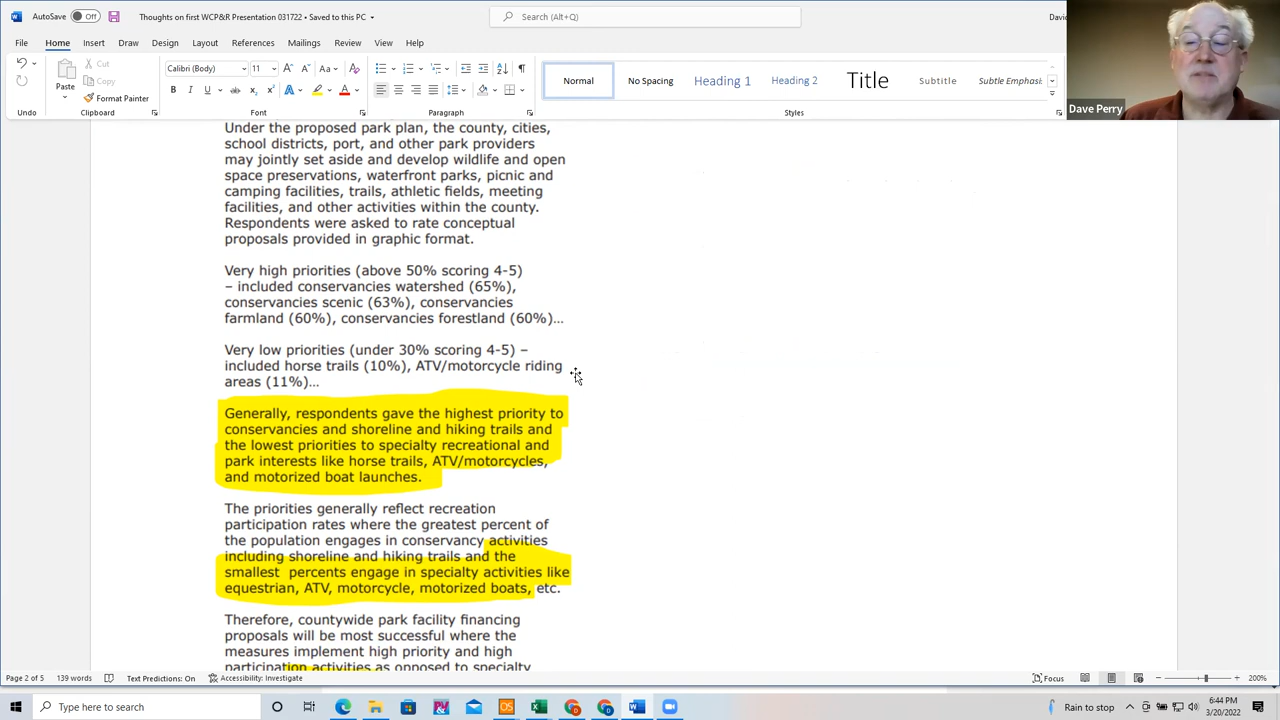 AutoSave Off Thoughts on first WCP&R Presentation 031722 • Saved to this PC Search (Alt+Q)
File Home Insert Draw Design Layout References Mailings Review View Help
Paste Cut Copy Format Painter Calibri (Body) 11 Aa B I U ab x₂ x² A A Normal No Spacing Heading 1 Heading 2 Title Subtitle Subtle Emphasis
Undo Clipboard Font Paragraph Styles
Dave Perry
Under the proposed park plan, the county, cities,
school districts, port, and other park providers
may jointly set aside and develop wildlife and open
space preservations, waterfront parks, picnic and
camping facilities, trails, athletic fields, meeting
facilities, and other activities within the county.
Respondents were asked to rate conceptual
proposals provided in graphic format.
Very high priorities (above 50% scoring 4-5)
– included conservancies watershed (65%),
conservancies scenic (63%), conservancies
farmland (60%), conservancies forestland (60%)…
Very low priorities (under 30% scoring 4-5) –
included horse trails (10%), ATV/motorcycle riding
areas (11%)…
Generally, respondents gave the highest priority to
conservancies and shoreline and hiking trails and
the lowest priorities to specialty recreational and
park interests like horse trails, ATV/motorcycles,
and motorized boat launches.
The priorities generally reflect recreation
participation rates where the greatest percent of
the population engages in conservancy activities
including shoreline and hiking trails and the
smallest percents engage in specialty activities like
equestrian, ATV, motorcycle, motorized boats, etc.
Therefore, countywide park facility financing
proposals will be most successful where the
measures implement high priority and high
participation activities as opposed to specialty
Page 2 of 5 139 words Text Predictions: On Accessibility: Investigate Focus 200%
Type here to search Rain to stop 6:44 PM
3/20/2022